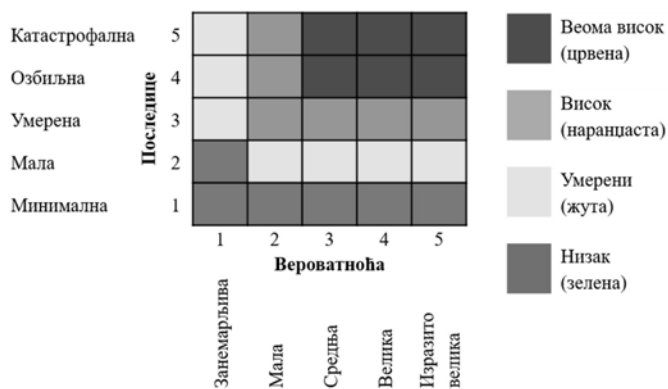 Катастрофална 5
Озбиљна 4
Умерена 3
Мала 2
Минимална 1
Последице
1 2 3 4 5
Вероватноћа
Занемарљива
Мала
Средња
Велика
Изразито
велика
Веома висок
(црвена)
Висок
(наранџаста)
Умерени
(жута)
Низак
(зелена)